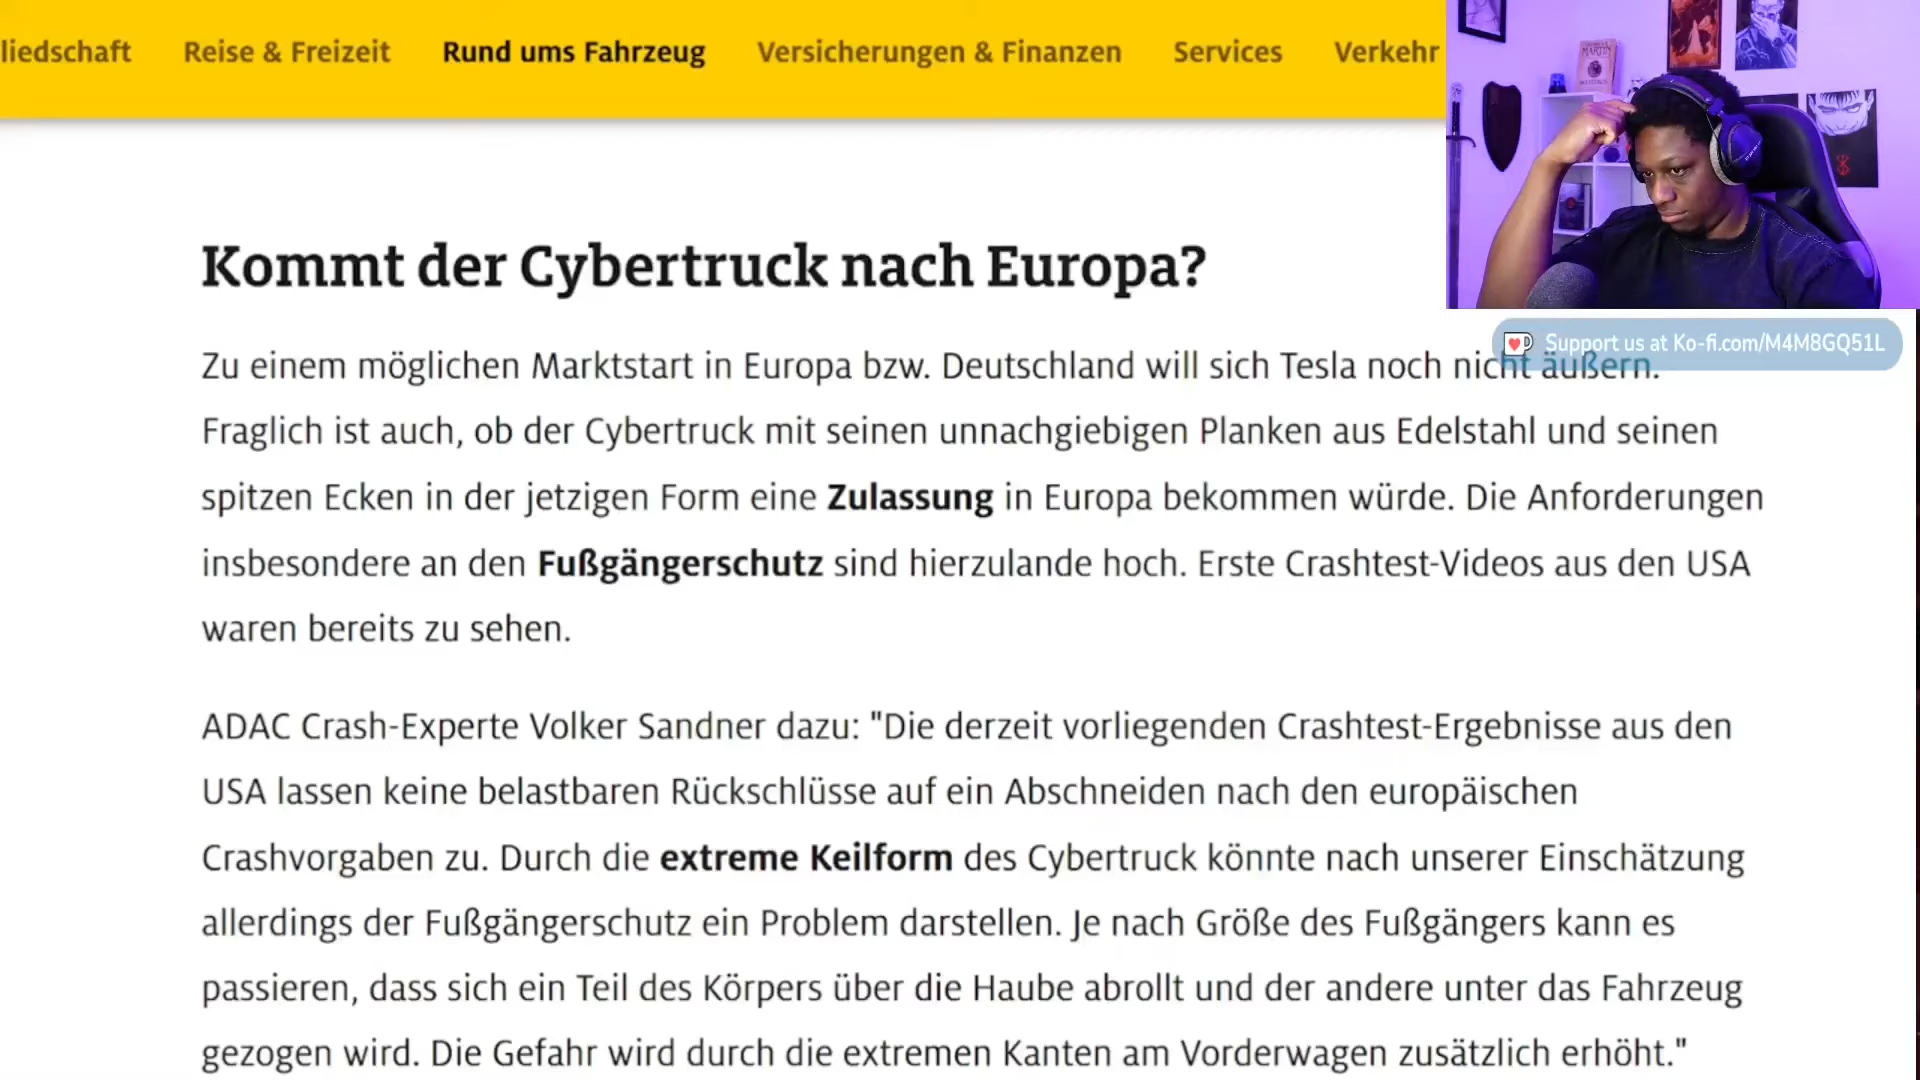 liedschaft Reise & Freizeit Rund ums Fahrzeug Versicherungen & Finanzen Services Verkehr
MARTIN
Support us at Ko-fi.com/M4M8GQ51L
Kommt der Cybertruck nach Europa?
Zu einem möglichen Marktstart in Europa bzw. Deutschland will sich Tesla noch nicht äußern.
Fraglich ist auch, ob der Cybertruck mit seinen unnachgiebigen Planken aus Edelstahl und seinen
spitzen Ecken in der jetzigen Form eine Zulassung in Europa bekommen würde. Die Anforderungen
insbesondere an den Fußgängerschutz sind hierzulande hoch. Erste Crashtest-Videos aus den USA
waren bereits zu sehen.
ADAC Crash-Experte Volker Sandner dazu: "Die derzeit vorliegenden Crashtest-Ergebnisse aus den
USA lassen keine belastbaren Rückschlüsse auf ein Abschneiden nach den europäischen
Crashvorgaben zu. Durch die extreme Keilform des Cybertruck könnte nach unserer Einschätzung
allerdings der Fußgängerschutz ein Problem darstellen. Je nach Größe des Fußgängers kann es
passieren, dass sich ein Teil des Körpers über die Haube abrollt und der andere unter das Fahrzeug
gezogen wird. Die Gefahr wird durch die extremen Kanten am Vorderwagen zusätzlich erhöht."